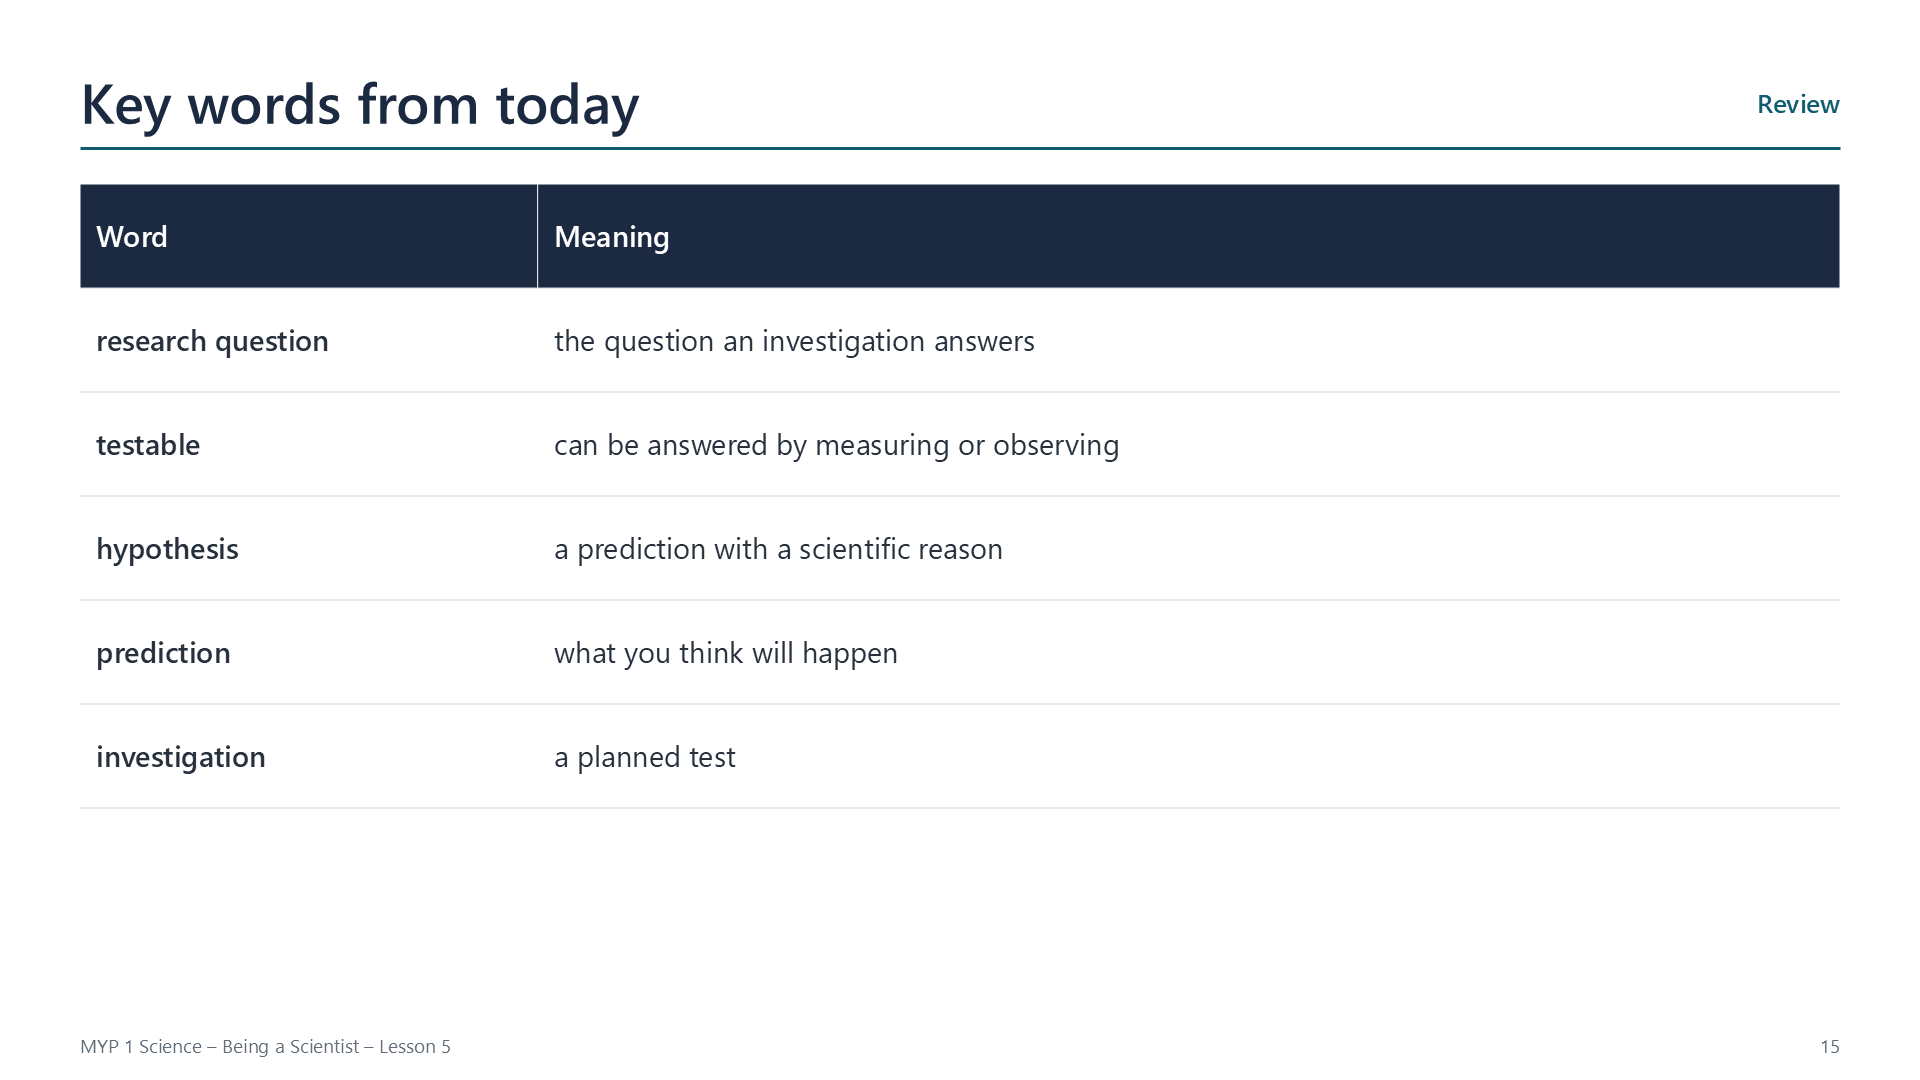 Key words from today
Review
Word
Meaning
research question
the question an investigation answers
testable
can be answered by measuring or observing
hypothesis
a prediction with a scientific reason
prediction
what you think will happen
investigation
a planned test
MYP 1 Science – Being a Scientist – Lesson 5
15